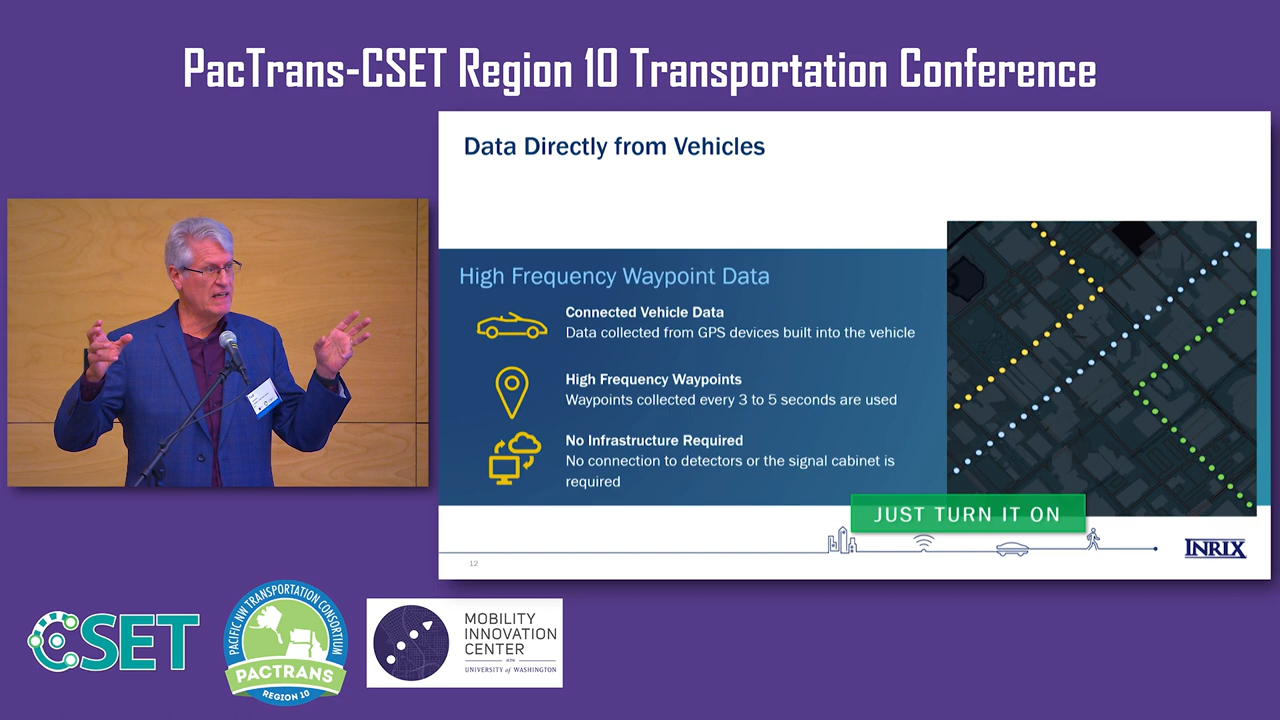 PacTrans-CSET Region 10 Transportation Conference
Data Directly from Vehicles
High Frequency Waypoint Data
Connected Vehicle Data
Data collected from GPS devices built into the vehicle
High Frequency Waypoints
Waypoints collected every 3 to 5 seconds are used
No Infrastructure Required
No connection to detectors or the signal cabinet is
required
JUST TURN IT ON
INRIX
12
CSET
PACIFIC NW TRANSPORTATION CONSORTIUM
PACTRANS
REGION 10
MOBILITY
INNOVATION
CENTER
UNIVERSITY of WASHINGTON